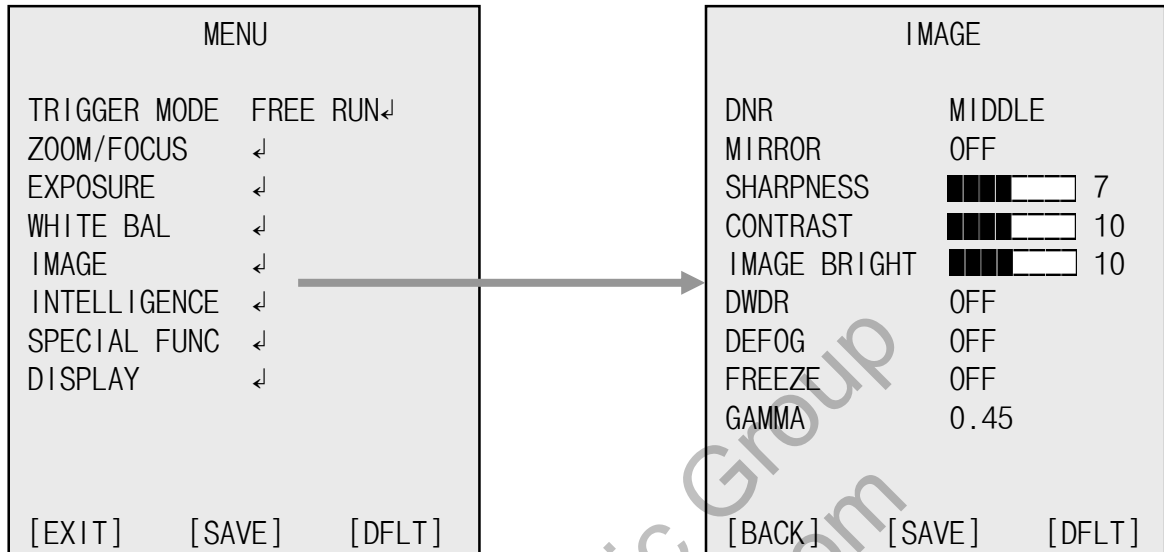 MENU
TRIGGER MODE FREE RUN↲
ZOOM/FOCUS ↲
EXPOSURE ↲
WHITE BAL ↲
IMAGE ↲
INTELLIGENCE ↲
SPECIAL FUNC ↲
DISPLAY ↲
[EXIT] [SAVE] [DFLT]
IMAGE
DNR MIDDLE
MIRROR OFF
SHARPNESS 7
CONTRAST 10
IMAGE BRIGHT 10
DWDR OFF
DEFOG OFF
FREEZE OFF
GAMMA 0.45
[BACK] [SAVE] [DFLT]
Group